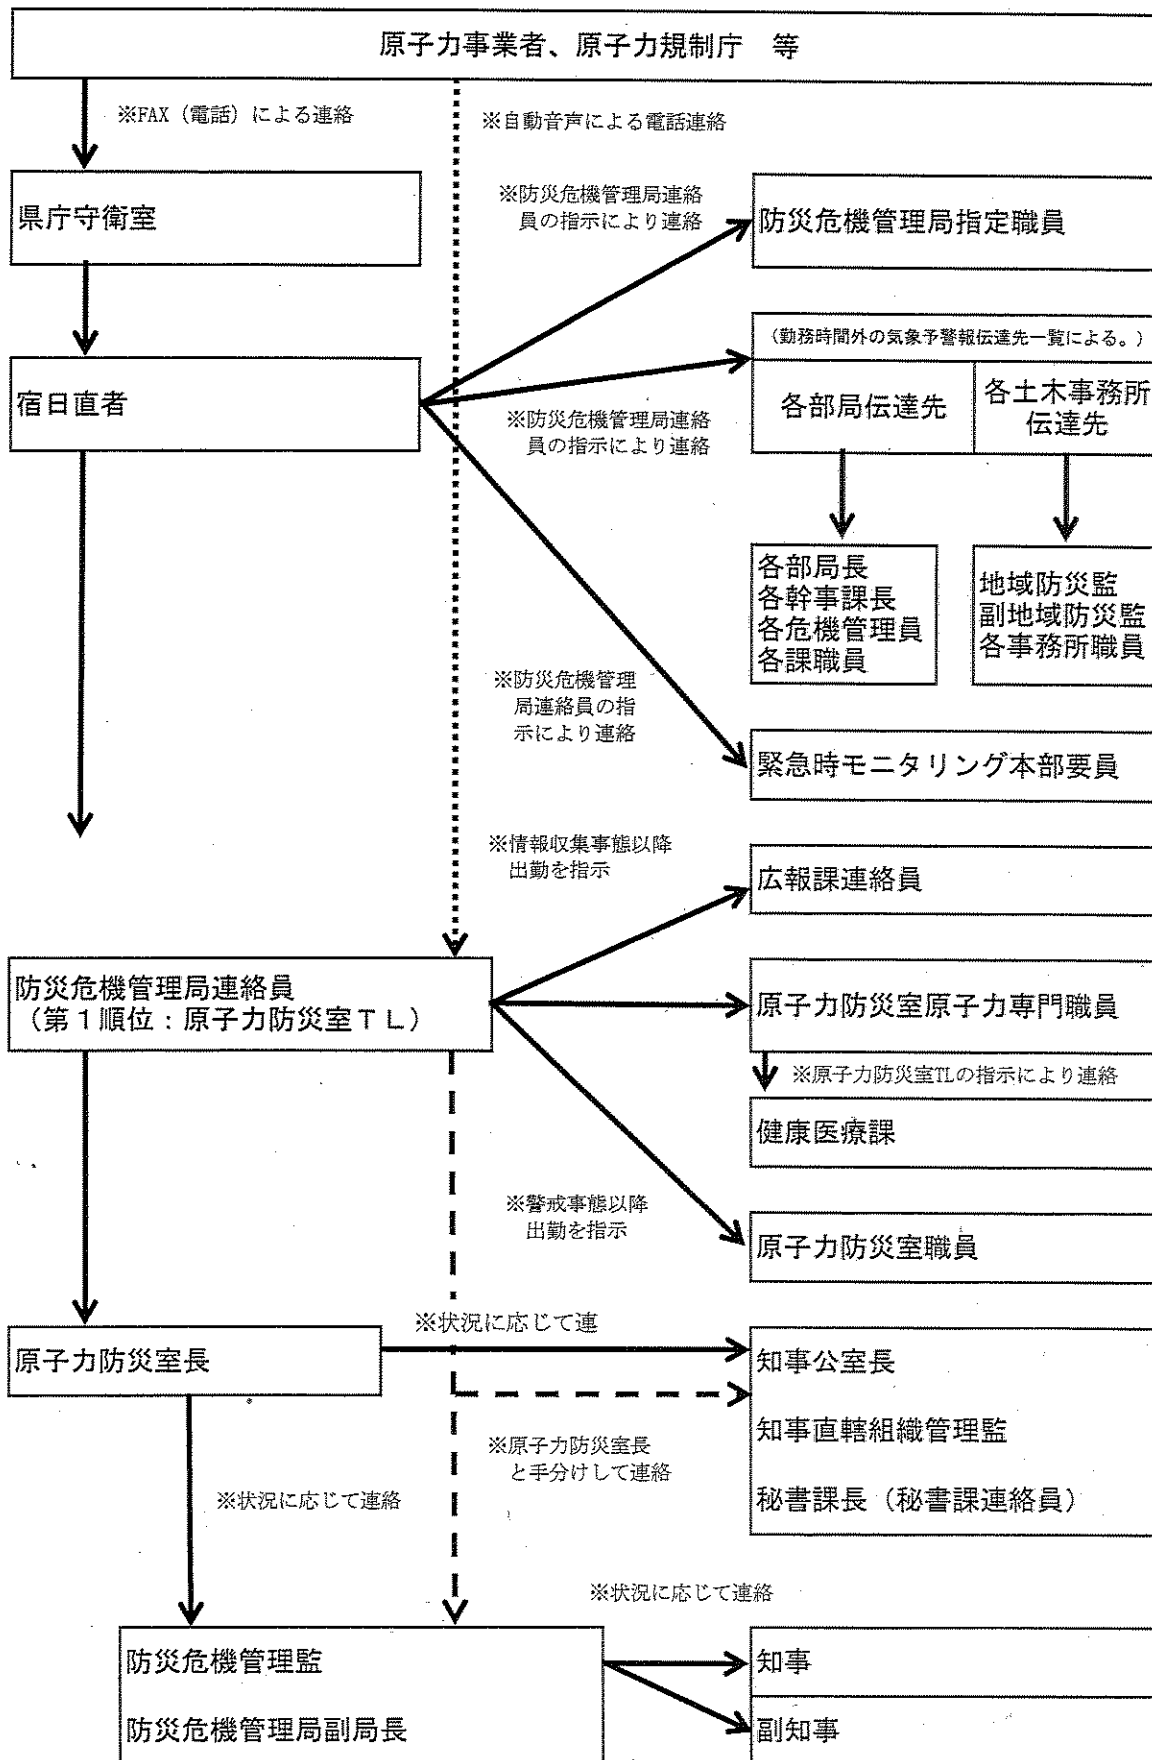 原子力事業者、原子力規制庁　等
※FAX（電話）による連絡
※自動音声による電話連絡
県庁守衛室
※防災危機管理局連絡
員の指示により連絡
防災危機管理局指定職員
宿日直者
(勤務時間外の気象予警報伝達先一覧による。)
各部局伝達先
各土木事務所
伝達先
※防災危機管理局連絡
員の指示により連絡
各部局長
各幹事課長
各危機管理員
各課職員
地域防災監
副地域防災監
各事務所職員
※防災危機管理
局連絡員の指
示により連絡
緊急時モニタリング本部要員
※情報収集事態以降
出勤を指示
広報課連絡員
防災危機管理局連絡員
（第１順位：原子力防災室ＴＬ）
原子力防災室原子力専門職員
※原子力防災室TLの指示により連絡
健康医療課
※警戒事態以降
出勤を指示
原子力防災室職員
※状況に応じて連
原子力防災室長
知事公室長
知事直轄組織管理監
秘書課長（秘書課連絡員）
※原子力防災室長
と手分けして連絡
※状況に応じて連絡
※状況に応じて連絡
防災危機管理監
防災危機管理局副局長
知事
副知事